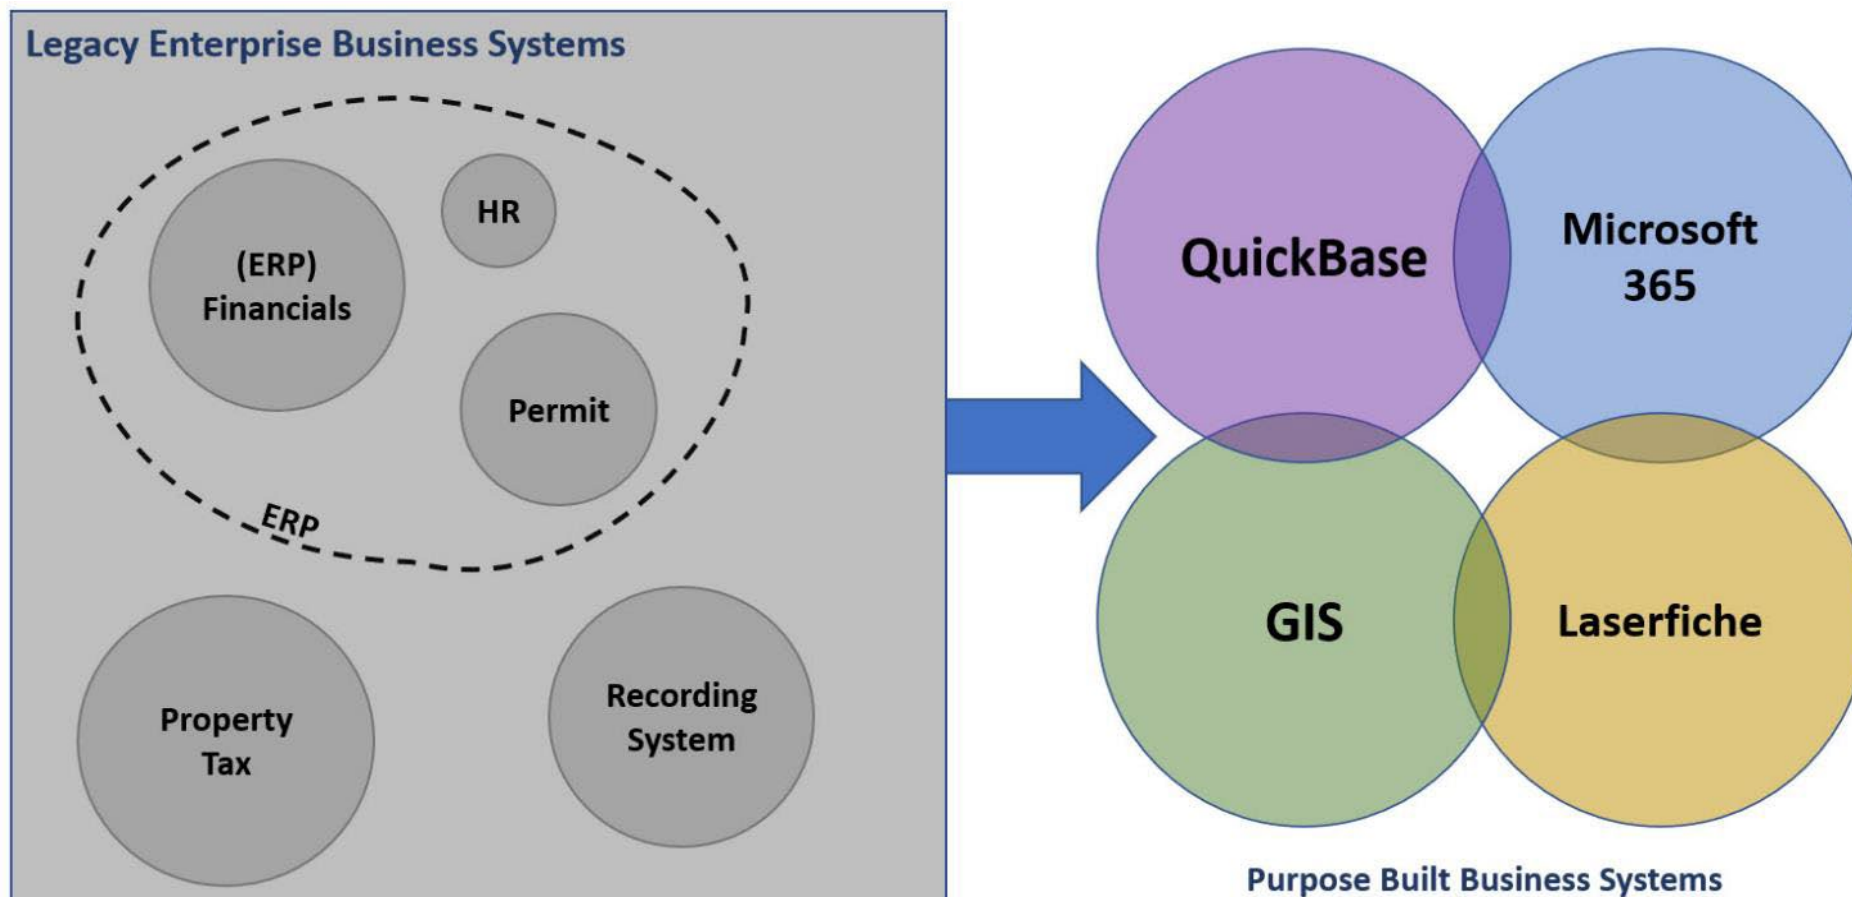 Legacy Enterprise Business Systems
(ERP)
Financials
HR
Permit
ERP
Property
Tax
Recording
System
QuickBase
Microsoft
365
GIS
Laserfiche
Purpose Built Business Systems